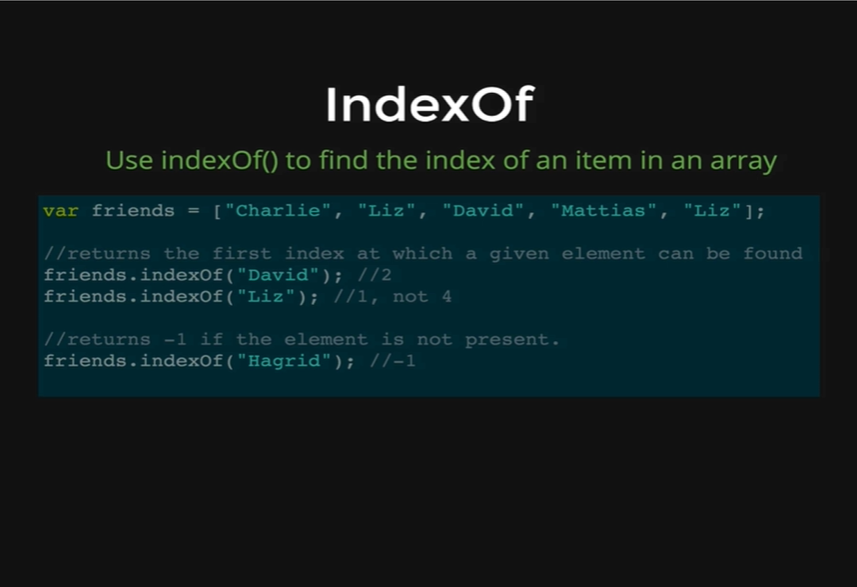 IndexOf
Use indexOf() to find the index of an item in an array
var friends = ["Charlie", "Liz", "David", "Mattias", "Liz"];
//returns the first index at which a given element can be found
friends.indexOf("David"); //2
friends.indexOf("Liz"); //1, not 4
//returns -1 if the element is not present.
friends.indexOf("Hagrid"); //-1